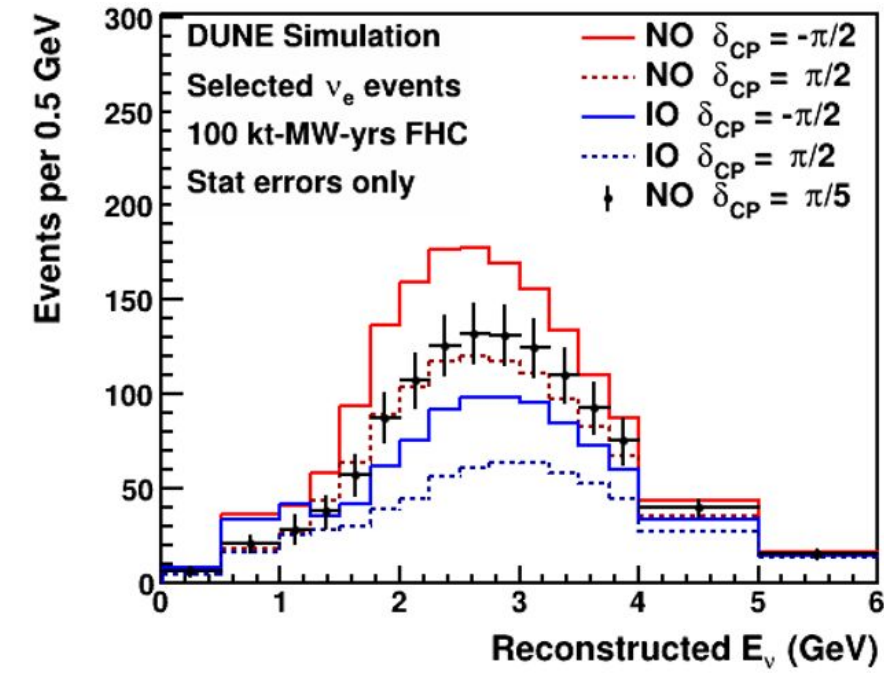 DUNE Simulation
Selected νe events
100 kt-MW-yrs FHC
Stat errors only
NO δCP = -π/2
NO δCP = π/2
IO δCP = -π/2
IO δCP = π/2
NO δCP = π/5
Events per 0.5 GeV
300
250
200
150
100
50
0
0 1 2 3 4 5 6
Reconstructed Eν (GeV)